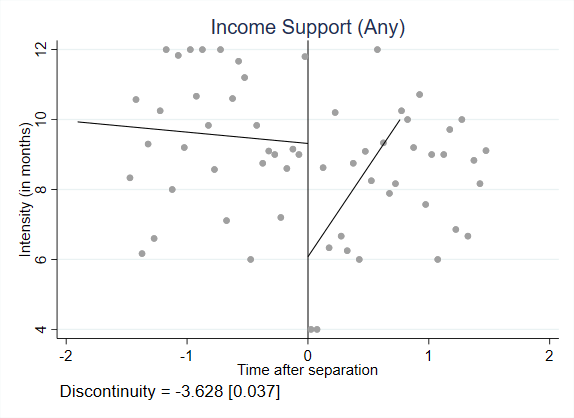 Income Support (Any)
Intensity (in months)
12
10
8
6
4
-2 -1 0 1 2
Time after separation
Discontinuity = -3.628 [0.037]